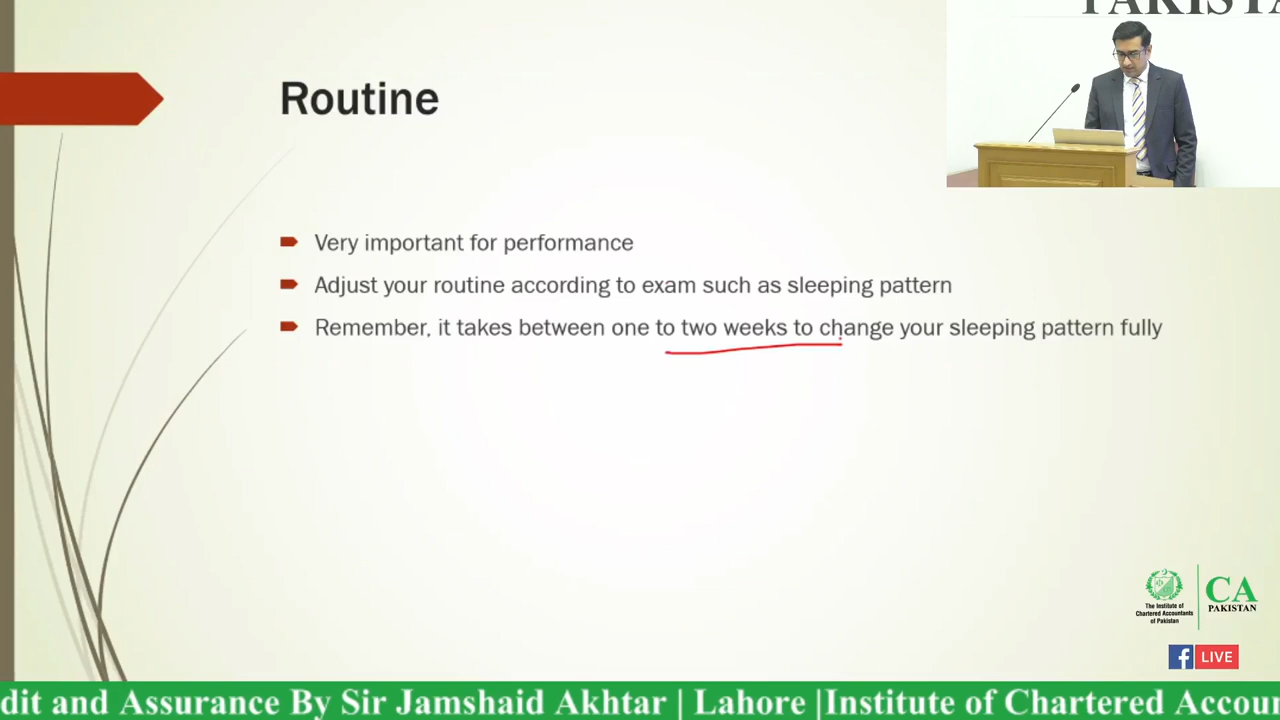 PAKISTA
Routine
Very important for performance
Adjust your routine according to exam such as sleeping pattern
Remember, it takes between one to two weeks to change your sleeping pattern fully
The Institute of
Chartered Accountants
of Pakistan
CA
PAKISTAN
f LIVE
dit and Assurance By Sir Jamshaid Akhtar | Lahore |Institute of Chartered Accou